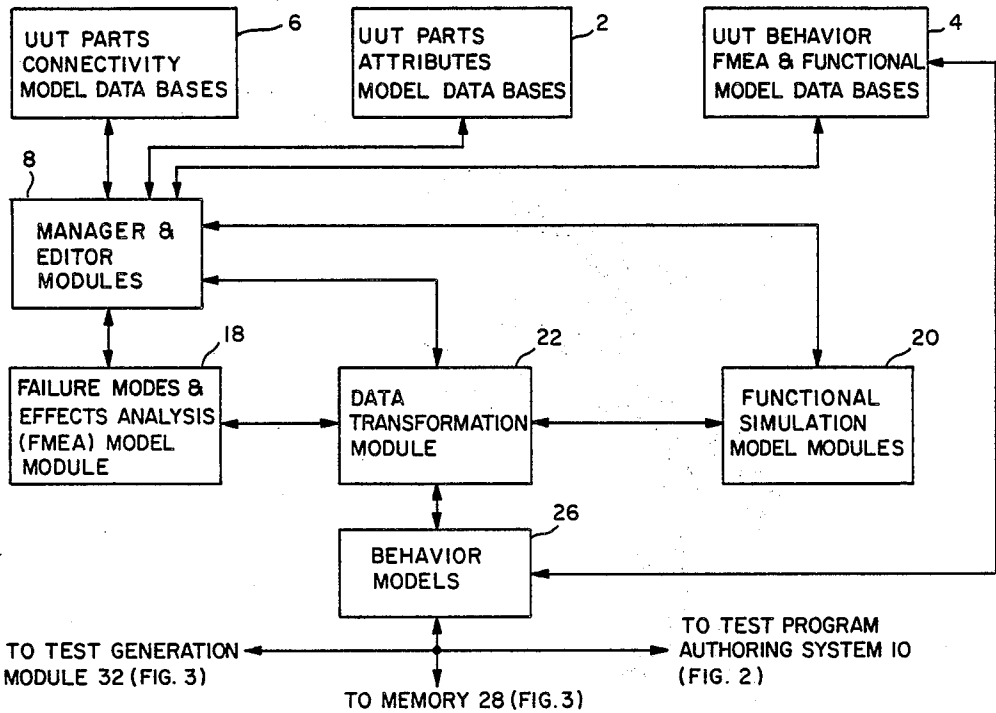 6
UUT PARTS
CONNECTIVITY
MODEL DATA BASES
2
UUT PARTS
ATTRIBUTES
MODEL DATA BASES
4
UUT BEHAVIOR
FMEA & FUNCTIONAL
MODEL DATA BASES
8
MANAGER &
EDITOR
MODULES
18
FAILURE MODES &
EFFECTS ANALYSIS
(FMEA) MODEL
MODULE
22
DATA
TRANSFORMATION
MODULE
20
FUNCTIONAL
SIMULATION
MODEL MODULES
26
BEHAVIOR
MODELS
TO TEST GENERATION
MODULE 32 (FIG. 3)
TO MEMORY 28 (FIG. 3)
TO TEST PROGRAM
AUTHORING SYSTEM 10
(FIG. 2)